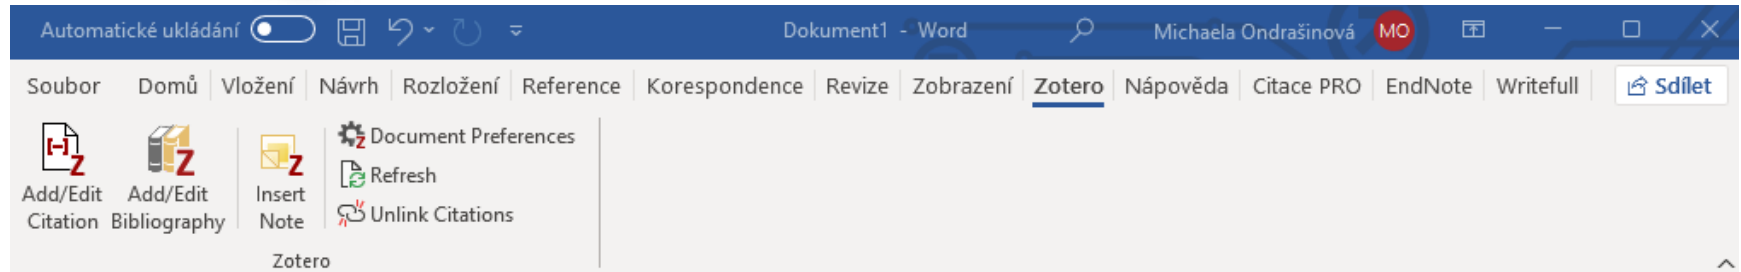 Automatické ukládání Dokument1 - Word Michaela Ondrašinová MO
Soubor Domů Vložení Návrh Rozložení Reference Korespondence Revize Zobrazení Zotero Nápověda Citace PRO EndNote Writefull Sdílet
Add/Edit Citation
Add/Edit Bibliography
Insert Note
Document Preferences
Refresh
Unlink Citations
Zotero